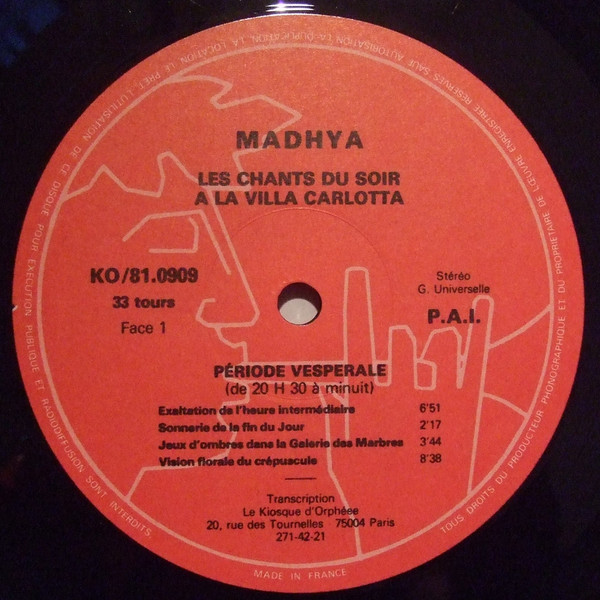 TOUS DROITS DU PRODUCTEUR PHONOGRAPHIQUE ET DU PROPRIETAIRE DE L'ŒUVRE ENREGISTREE RESERVES SAUF AUTORISATION LA DUPLICATION, LA LOCATION, LE PRET, L'UTILISATION DE CE DISQUE POUR EXECUTION PUBLIQUE ET RADIODIFFUSION SONT INTERDITS.
MADHYA
LES CHANTS DU SOIR
A LA VILLA CARLOTTA
KO/81.0909
33 tours
Face 1
Stéréo
G. Universelle
P.A.I.
PÉRIODE VESPERALE
(de 20 H 30 à minuit)
Exaltation de l'heure intermédiaire 6'51
Sonnerie de la fin du Jour 2'17
Jeux d'ombres dans la Galerie des Marbres 3'44
Vision florale du crépuscule 8'38
Transcription
Le Kiosque d'Orphéee
20, rue des Tournelles 75004 Paris
271-42-21
MADE IN FRANCE